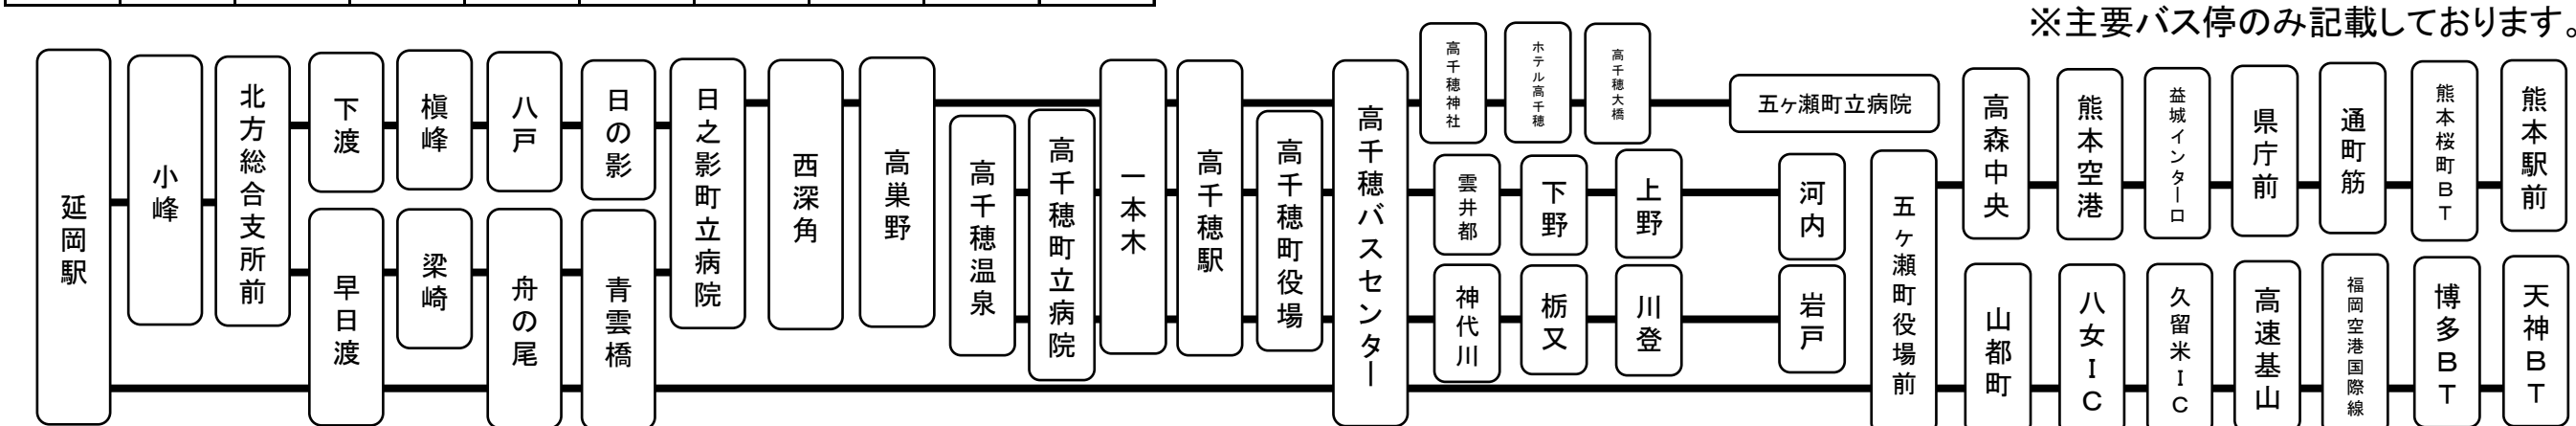 ※主要バス停のみ記載しております。
延岡駅
小峰
北方総合支所前
下渡
槇峰
八戸
日の影
早日渡
梁崎
舟の尾
青雲橋
日之影町立病院
西深角
高巣野
高千穂温泉
高千穂町立病院
一本木
高千穂駅
高千穂町役場
高千穂バスセンター
高千穂神社
ホテル高千穂
高千穂大橋
五ヶ瀬町立病院
雲井都
下野
上野
河内
神代川
栃又
川登
岩戸
五ヶ瀬町役場前
高森中央
熊本空港
益城インター口
県庁前
通町筋
熊本桜町BT
熊本駅前
山都町
八女IC
久留米IC
高速基山
福岡空港国際線
博多BT
天神BT